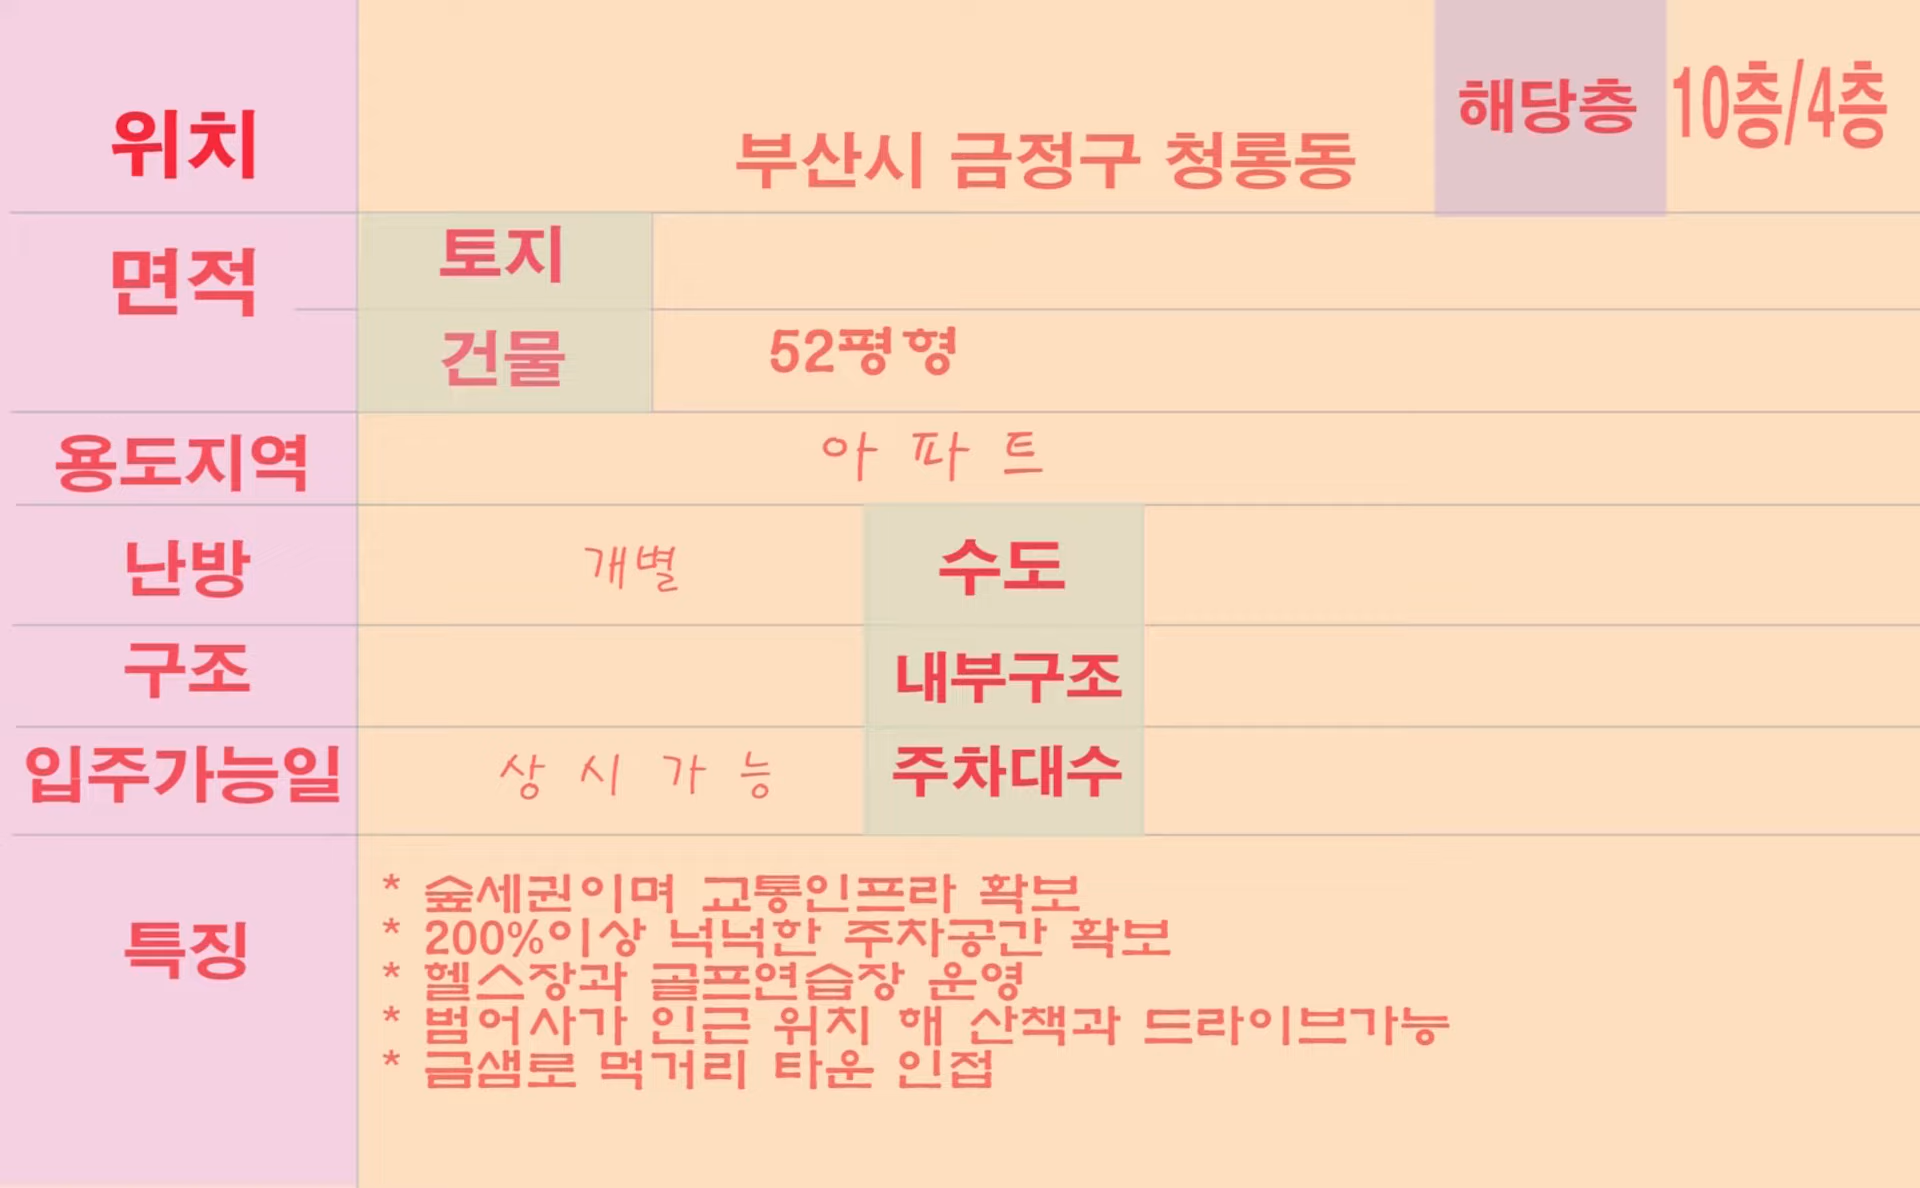 위치 부산시 금정구 청룡동 해당층 10층/4층
면적 토지
건물 52평형
용도지역 아 파 트
난방 개별 수도
구조 내부구조
입주가능일 상 시 가 능 주차대수
특징
* 숲세권이며 교통인프라 확보
* 200%이상 넉넉한 주차공간 확보
* 헬스장과 골프연습장 운영
* 범어사가 인근 위치 해 산책과 드라이브가능
* 금샘로 먹거리 타운 인접